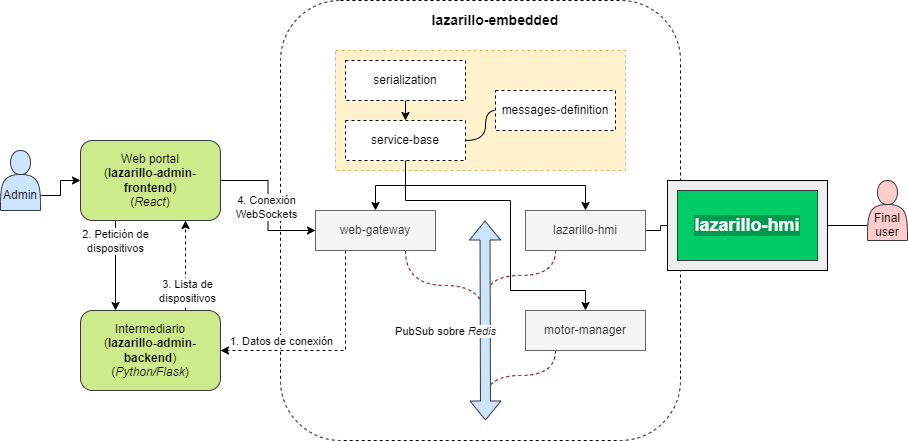 lazarillo-embedded
serialization
messages-definition
service-base
Admin
Web portal
(lazarillo-admin-
frontend)
(React)
4. Conexión
WebSockets
web-gateway
lazarillo-hmi
lazarillo-hmi
Final
user
2. Petición de
dispositivos
3. Lista de
dispositivos
PubSub sobre Redis
motor-manager
1. Datos de conexión
Intermediario
(lazarillo-admin-
backend)
(Python/Flask)